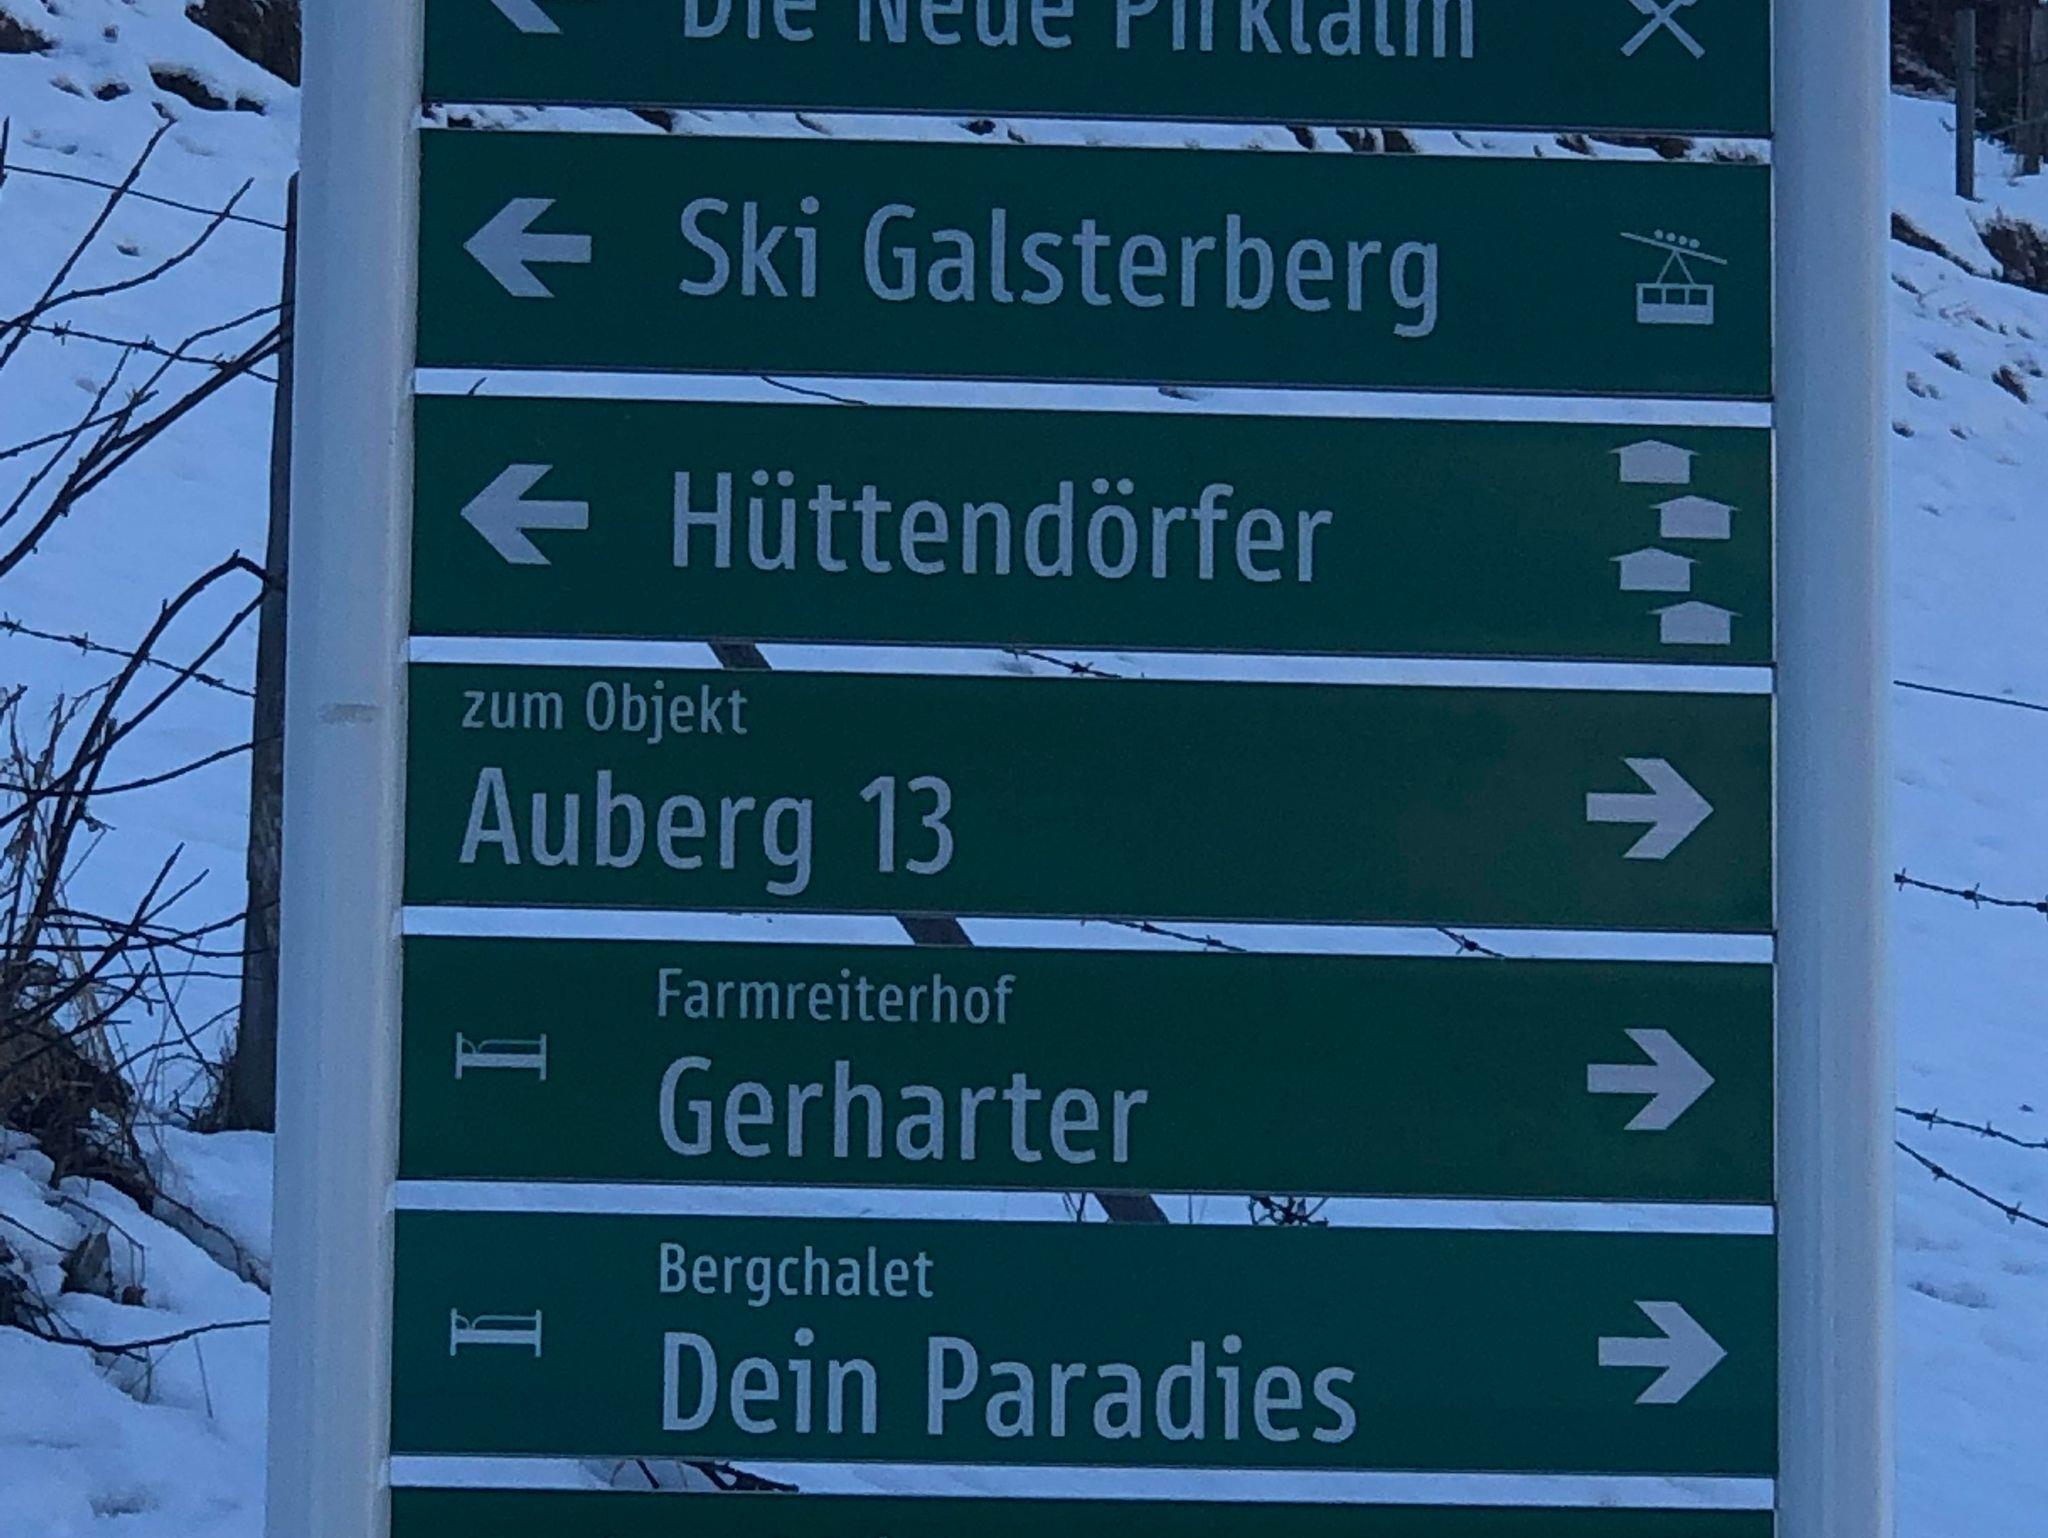 Die Neue Pirklalm
Ski Galsterberg
Hüttendörfer
zum Objekt
Auberg 13
Farmreiterhof
Gerharter
Bergchalet
Dein Paradies